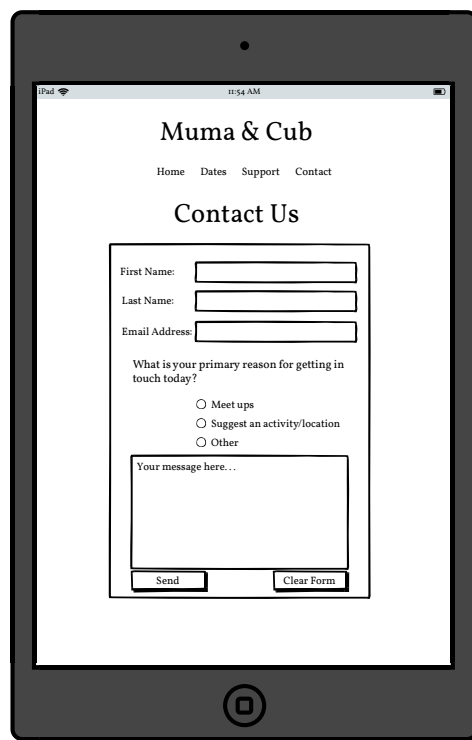 iPad 11:54 AM
Muma & Cub
Home Dates Support Contact
Contact Us
First Name:
Last Name:
Email Address:
What is your primary reason for getting in
touch today?
Meet ups
Suggest an activity/location
Other
Your message here...
Send Clear Form